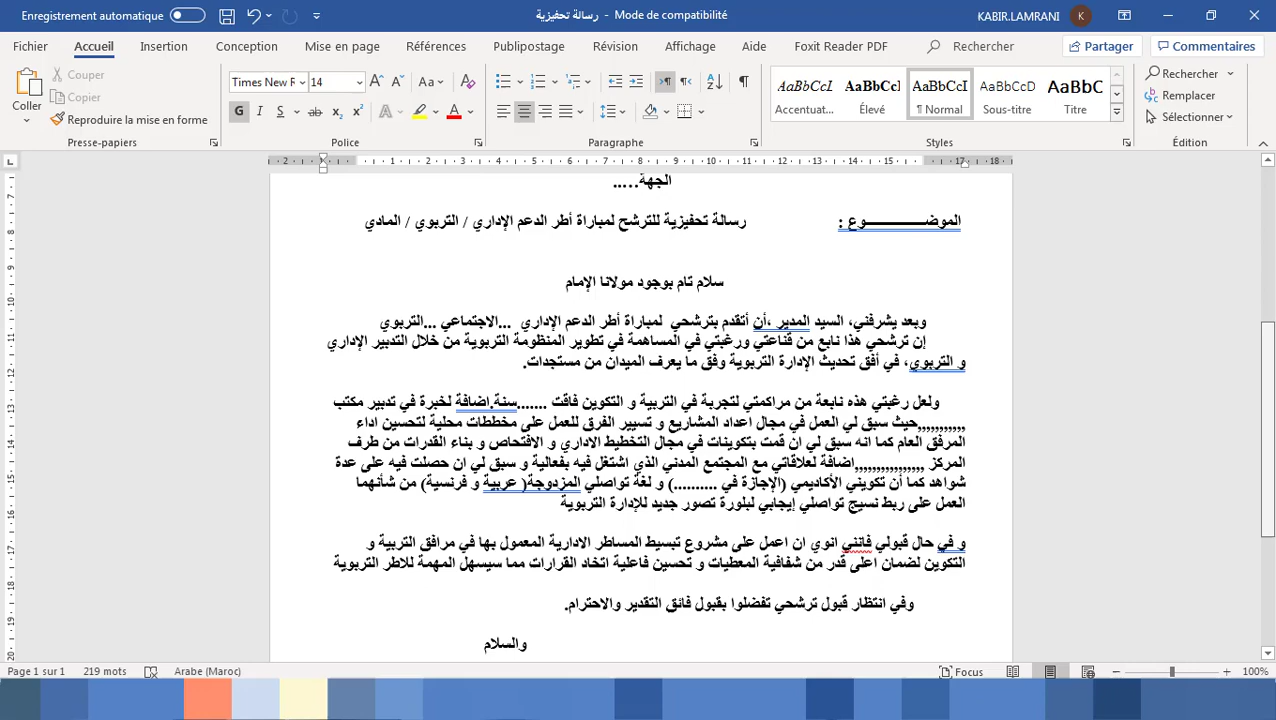 Enregistrement automatique
رسالة تحفيزية - Mode de compatibilité
KABIR.LAMRANI K
Fichier Accueil Insertion Conception Mise en page Références Publipostage Révision Affichage Aide Foxit Reader PDF Rechercher Partager Commentaires
Coller
Couper
Copier
Reproduire la mise en forme
Times New R 14
AaBbCcI AaBbCcI AaBbCcI AaBbCcD AaBbC
Accentuat... Élevé ¶ Normal Sous-titre Titre
Rechercher
Remplacer
Sélectionner
Presse-papiers Police Paragraphe Styles Édition
الجهة.....
الموضــــــــــــوع : رسالة تحفيزية للترشح لمباراة أطر الدعم الإداري / التربوي / المادي
سلام تام بوجود مولانا الإمام
وبعد يشرفني، السيد المدير ،أن أتقدم بترشحي لمباراة أطر الدعم الإداري ...الاجتماعي ...التربوي
إن ترشحي هذا نابع من قناعتي ورغبتي في المساهمة في تطوير المنظومة التربوية من خلال التدبير الإداري
و التربوي، في أفق تحديث الإدارة التربوية وفق ما يعرف الميدان من مستجدات.
ولعل رغبتي هذه نابعة من مراكمتي لتجربة في التربية و التكوين فاقت .......سنة.اضافة لخبرة في تدبير مكتب
,,,,,,,,,,,حيث سبق لي العمل في مجال اعداد المشاريع و تسيير الفرق للعمل على مخططات محلية لتحسين اداء
المرفق العام كما انه سبق لي ان قمت بتكوينات في مجال التخطيط الاداري و الافتحاص و بناء القدرات من طرف
المركز ,,,,,,,,,,,,,,,,اضافة لعلاقاتي مع المجتمع المدني الذي اشتغل فيه بفعالية و سبق لي ان حصلت فيه على عدة
شواهد كما أن تكويني الأكاديمي (الإجازة في ..........) و لغة تواصلي المزدوجة( عربية و فرنسية) من شأنهما
العمل على ربط نسيج تواصلي إيجابي لبلورة تصور جديد للإدارة التربوية
و في حال قبولي فانني انوي ان اعمل على مشروع تبسيط المساطر الادارية المعمول بها في مرافق التربية و
التكوين لضمان اعلى قدر من شفافية المعطيات و تحسين فاعلية اتخاد القرارات مما سيسهل المهمة للاطر التربوية
وفي انتظار قبول ترشحي تفضلوا بقبول فائق التقدير والاحترام.
والسلام
Page 1 sur 1 219 mots Arabe (Maroc) Focus 100%